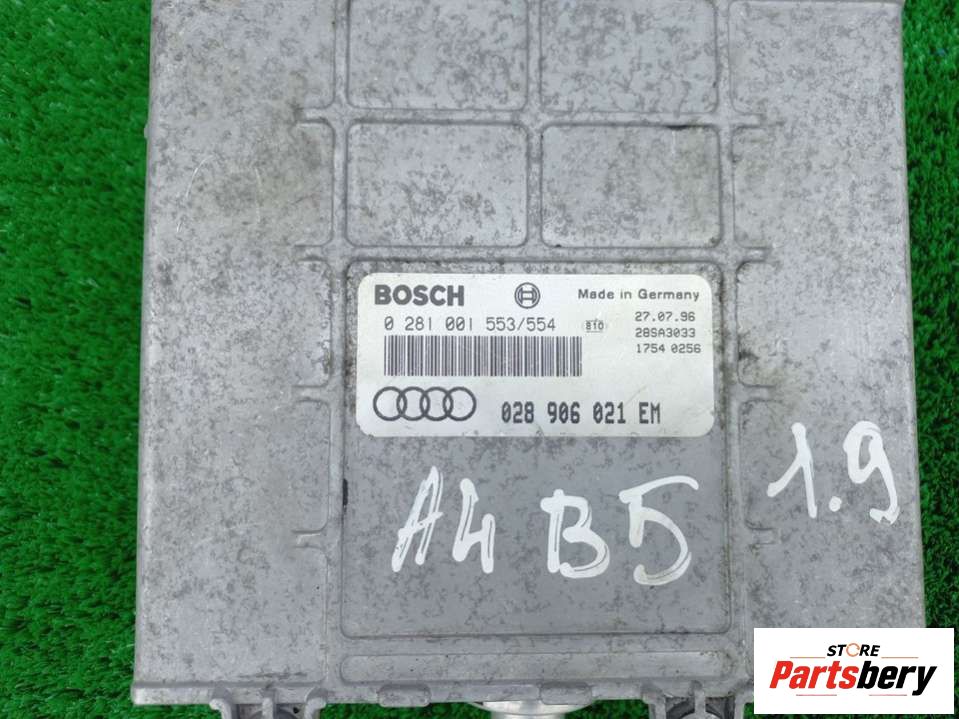 BOSCH Made in Germany
0 281 001 553/554 810 27.07.96
28SA3033
1754 0256
028 906 021 EM
A4 B5 1.9
STORE
Partsbery